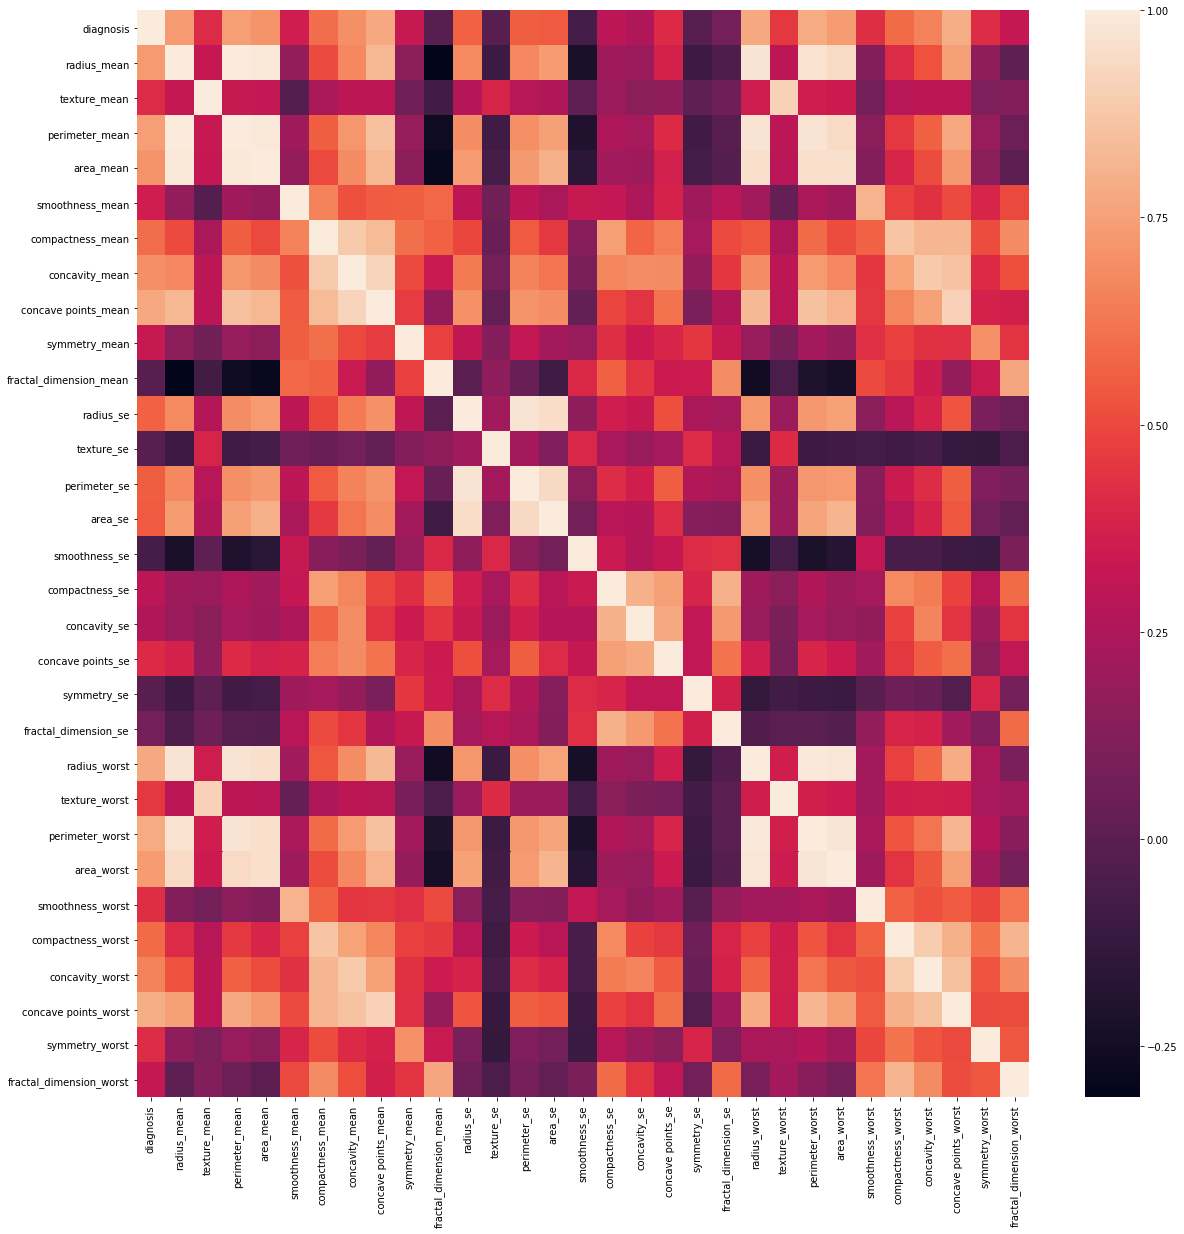 diagnosis
radius_mean
texture_mean
perimeter_mean
area_mean
smoothness_mean
compactness_mean
concavity_mean
concave points_mean
symmetry_mean
fractal_dimension_mean
radius_se
texture_se
perimeter_se
area_se
smoothness_se
compactness_se
concavity_se
concave points_se
symmetry_se
fractal_dimension_se
radius_worst
texture_worst
perimeter_worst
area_worst
smoothness_worst
compactness_worst
concavity_worst
concave points_worst
symmetry_worst
fractal_dimension_worst
diagnosis
radius_mean
texture_mean
perimeter_mean
area_mean
smoothness_mean
compactness_mean
concavity_mean
concave points_mean
symmetry_mean
fractal_dimension_mean
radius_se
texture_se
perimeter_se
area_se
smoothness_se
compactness_se
concavity_se
concave points_se
symmetry_se
fractal_dimension_se
radius_worst
texture_worst
perimeter_worst
area_worst
smoothness_worst
compactness_worst
concavity_worst
concave points_worst
symmetry_worst
fractal_dimension_worst
1.00
0.75
0.50
0.25
0.00
−0.25